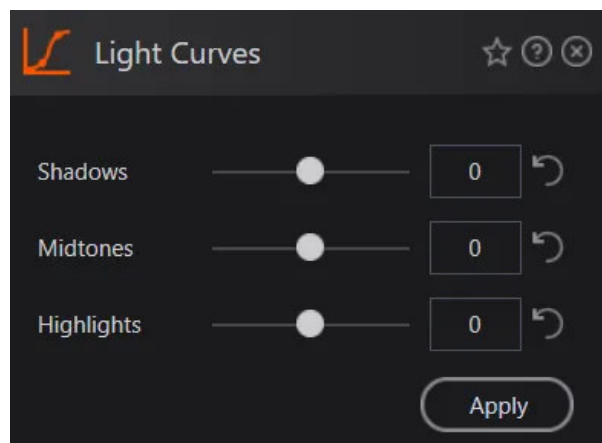 Light Curves
Shadows 0
Midtones 0
Highlights 0
Apply